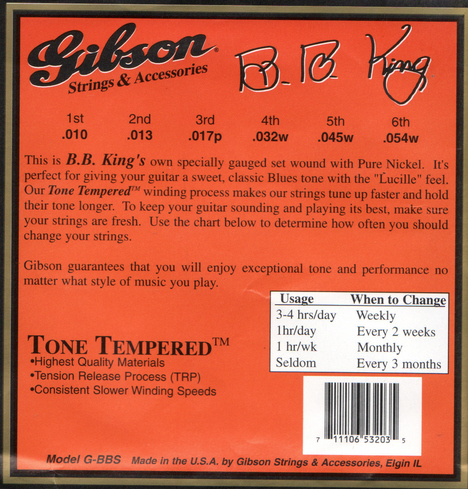 Gibson®
Strings & Accessories
B. B. King
1st 2nd 3rd 4th 5th 6th
.010 .013 .017p .032w .045w .054w
This is B.B. King's own specially gauged set wound with Pure Nickel. It's
perfect for giving your guitar a sweet, classic Blues tone with the "Lucille" feel.
Our Tone Tempered™ winding process makes our strings tune up faster and hold
their tone longer. To keep your guitar sounding and playing its best, make sure
your strings are fresh. Use the chart below to determine how often you should
change your strings.
Gibson guarantees that you will enjoy exceptional tone and performance no
matter what style of music you play.
Usage When to Change
3-4 hrs/day Weekly
1hr/day Every 2 weeks
1 hr/wk Monthly
Seldom Every 3 months
TONE TEMPERED™
•Highest Quality Materials
•Tension Release Process (TRP)
•Consistent Slower Winding Speeds
7 11106 53203 5
Model G-BBS Made in the U.S.A. by Gibson Strings & Accessories, Elgin IL